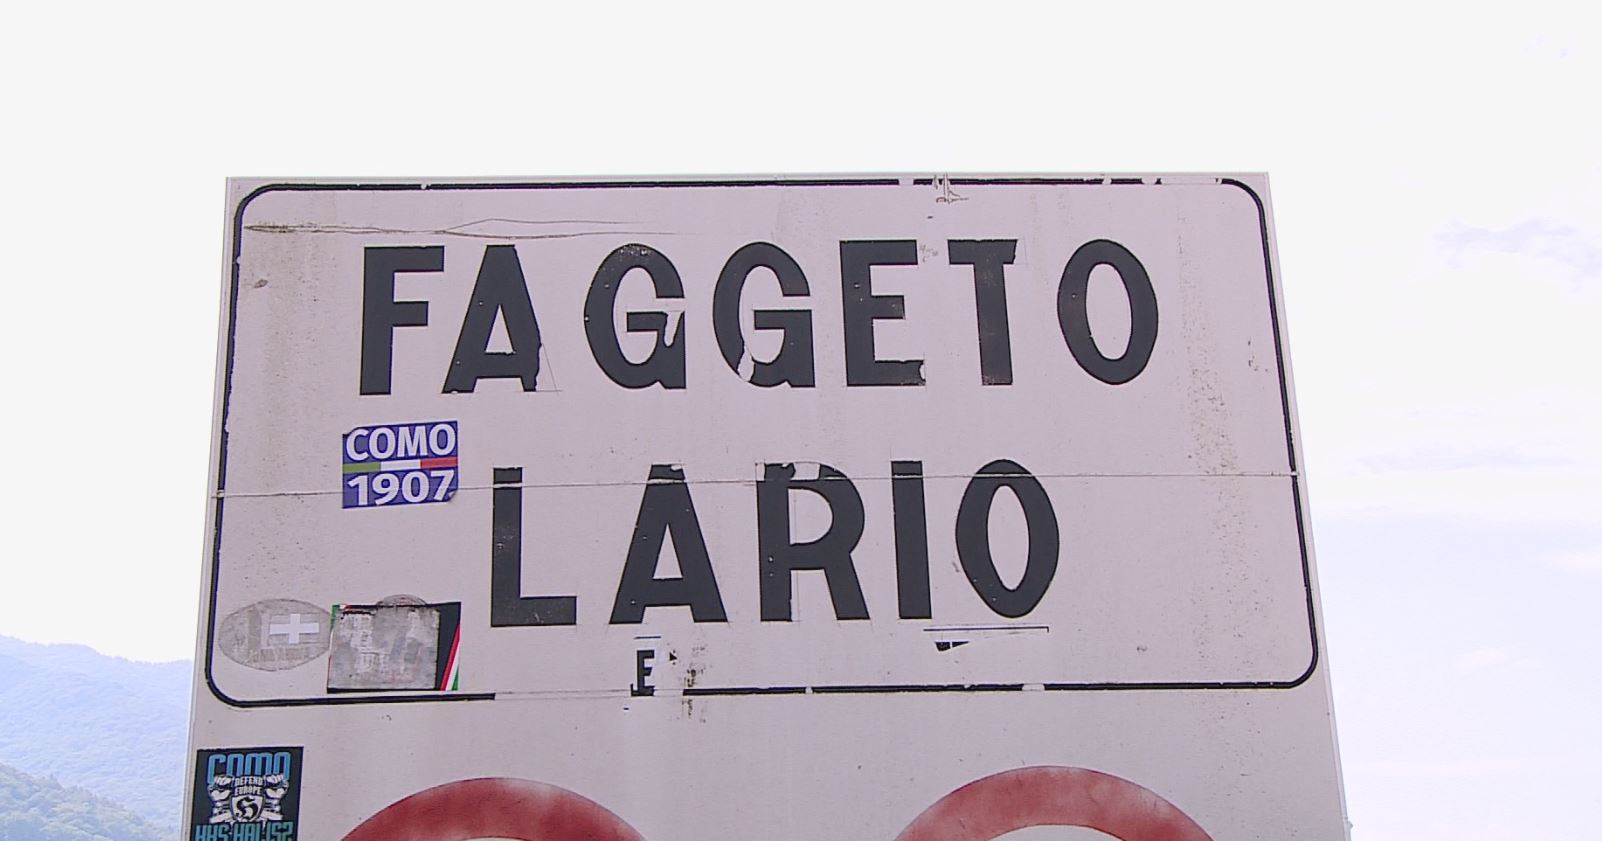 FAGGETO
LARIO
COMO
1907
E
COMO
DEFEND
EUROPE